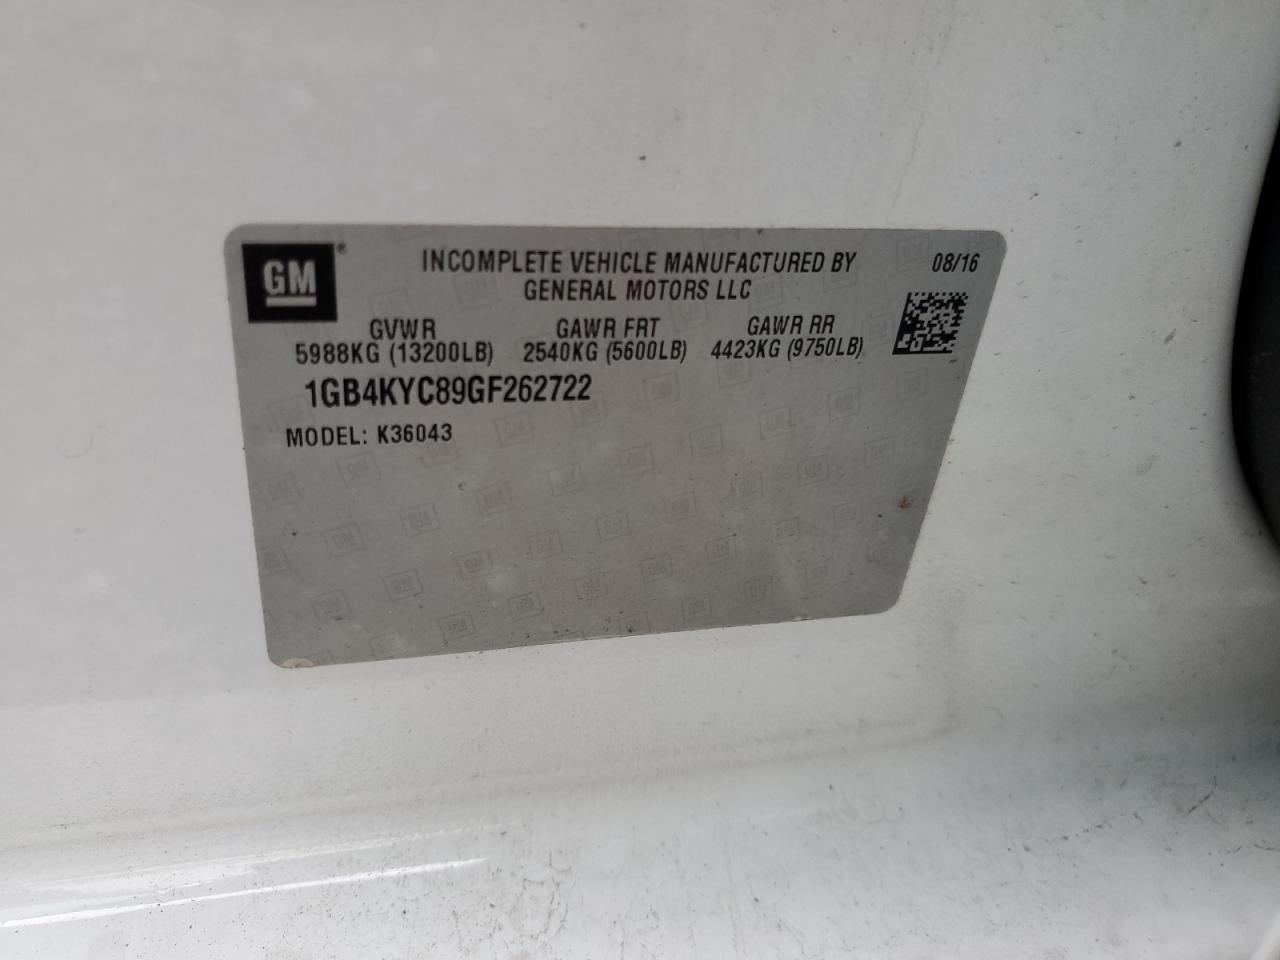 GM ®
INCOMPLETE VEHICLE MANUFACTURED BY
GENERAL MOTORS LLC
08/16
GVWR GAWR FRT GAWR RR
5988KG (13200LB) 2540KG (5600LB) 4423KG (9750LB)
1GB4KYC89GF262722
MODEL: K36043